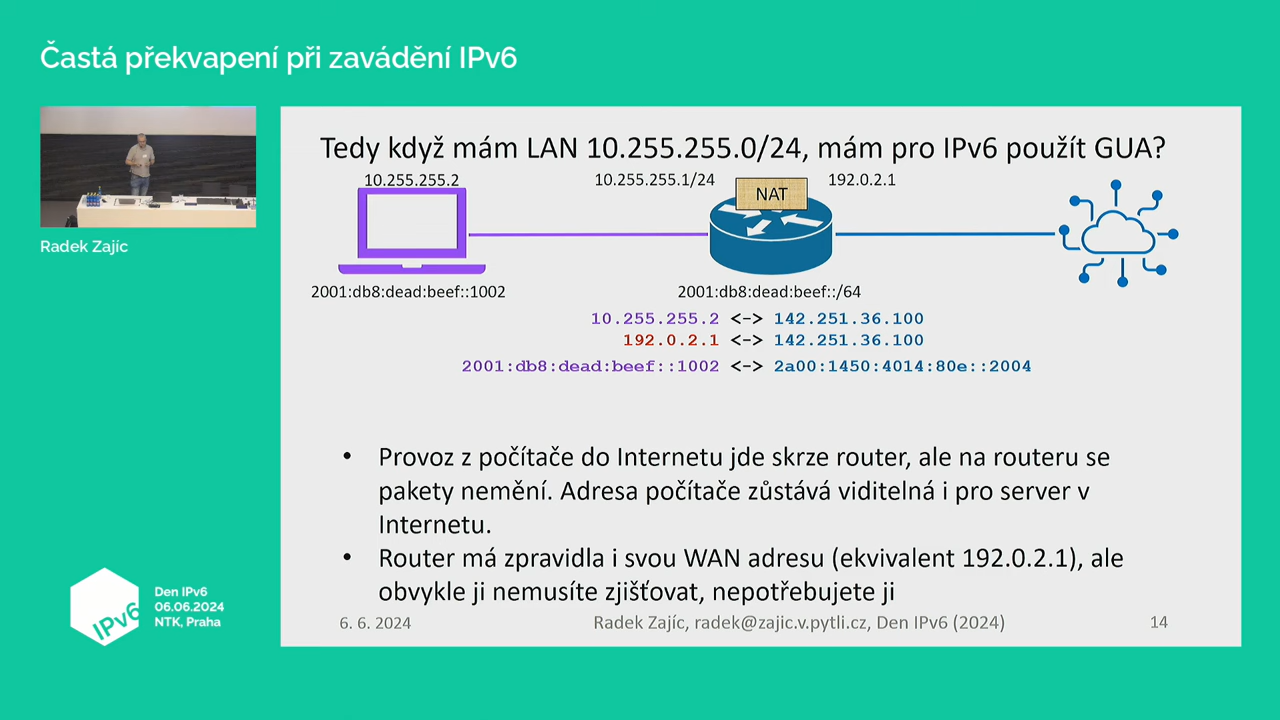 Častá překvapení při zavádění IPv6
Radek Zajíc
Tedy když mám LAN 10.255.255.0/24, mám pro IPv6 použít GUA?
10.255.255.2
10.255.255.1/24
NAT
192.0.2.1
2001:db8:dead:beef::1002
2001:db8:dead:beef::/64
10.255.255.2 <-> 142.251.36.100
192.0.2.1 <-> 142.251.36.100
2001:db8:dead:beef::1002 <-> 2a00:1450:4014:80e::2004
• Provoz z počítače do Internetu jde skrze router, ale na routeru se
pakety nemění. Adresa počítače zůstává viditelná i pro server v
Internetu.
• Router má zpravidla i svou WAN adresu (ekvivalent 192.0.2.1), ale
obvykle ji nemusíte zjišťovat, nepotřebujete ji
6. 6. 2024
Radek Zajíc, radek@zajic.v.pytli.cz, Den IPv6 (2024)
14
IPv6
Den IPv6
06.06.2024
NTK, Praha